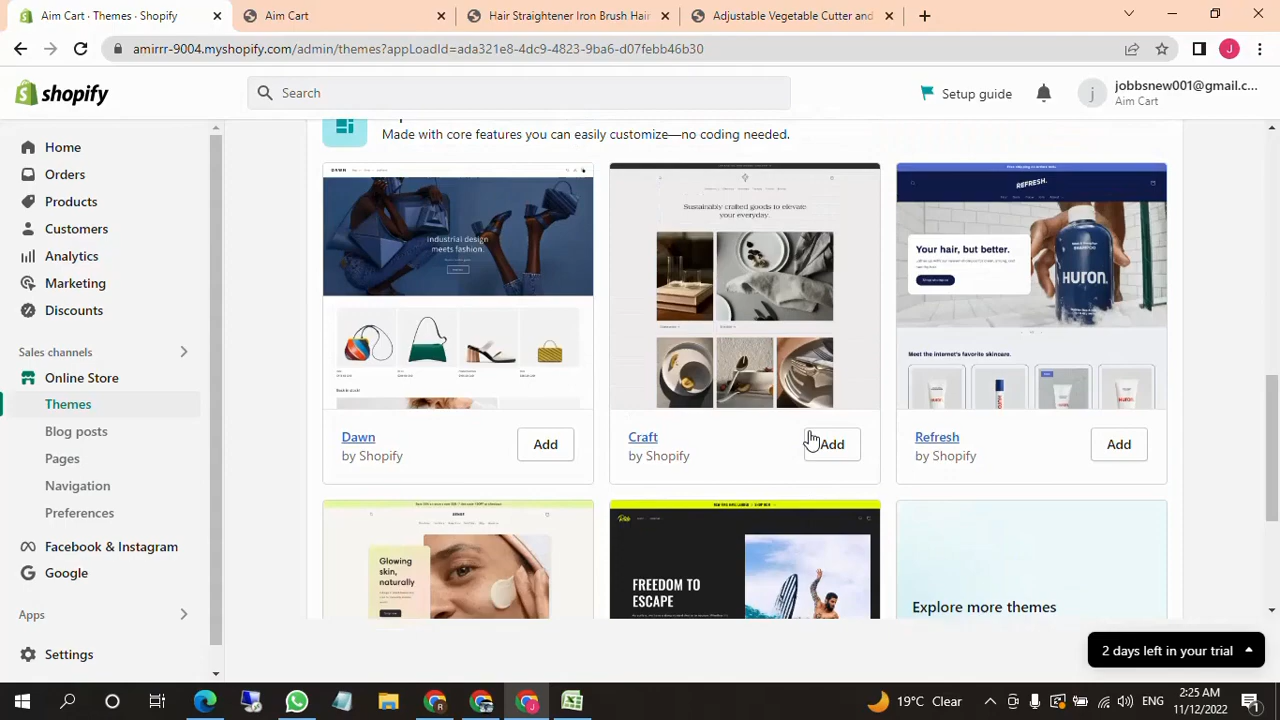 Aim Cart · Themes · Shopify
Aim Cart
Hair Straightener Iron Brush Hair
Adjustable Vegetable Cutter and
amirrr-9004.myshopify.com/admin/themes?appLoadId=ada321e8-4dc9-4823-9ba6-d07febb46b30
J
shopify
Search
Setup guide
j
jobbsnew001@gmail.c...
Aim Cart
Home
Orders
Products
Customers
Analytics
Marketing
Discounts
Sales channels
Online Store
Themes
Blog posts
Pages
Navigation
Preferences
Facebook & Instagram
Google
Apps
Settings
Made with core features you can easily customize—no coding needed.
industrial design
meets fashion.
Dawn
by Shopify
Add
Sustainably crafted goods to elevate
your everyday.
Craft
by Shopify
Add
REFRESH.
Your hair, but better.
HURON.
Meet the internet's favorite skincare.
Refresh
by Shopify
Add
Glowing
skin,
naturally
FREEDOM TO
ESCAPE
Explore more themes
2 days left in your trial
R
J
19°C Clear
ENG
2:25 AM
11/12/2022
1